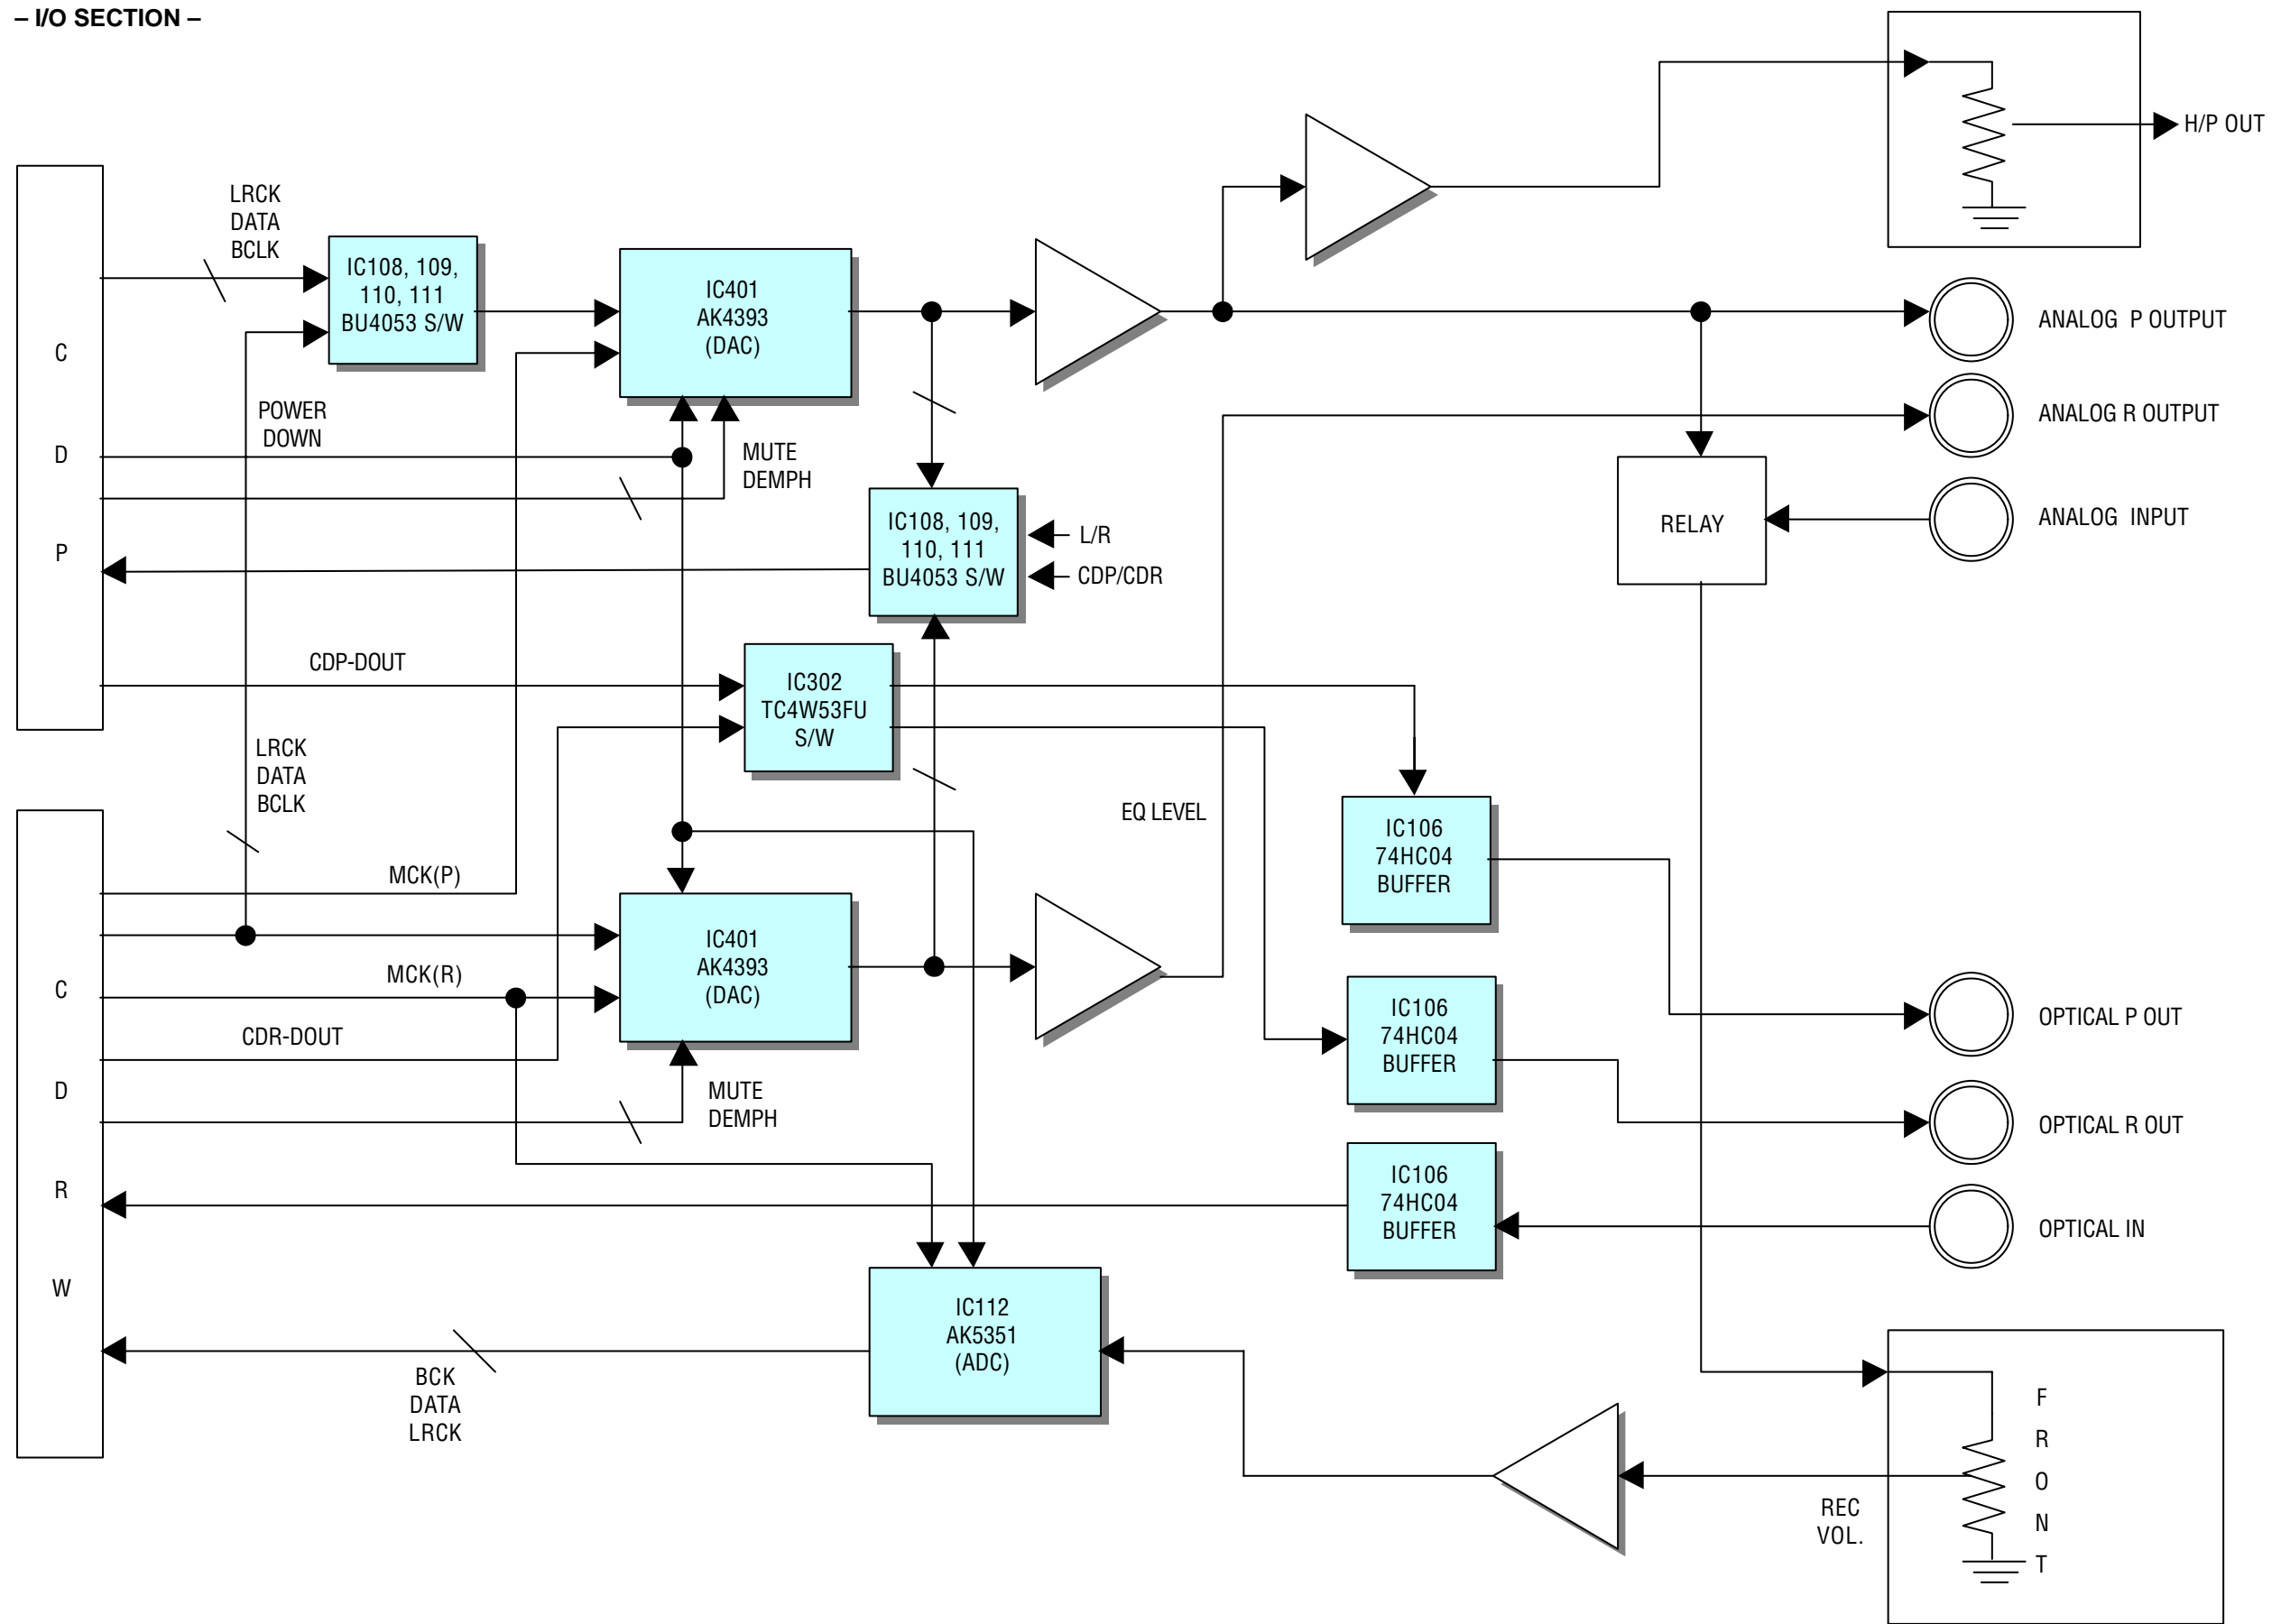 – I/O SECTION –
H/P OUT
LRCK
DATA
BCLK
IC108, 109,
110, 111
BU4053 S/W
IC401
AK4393
(DAC)
ANALOG P OUTPUT
ANALOG R OUTPUT
ANALOG INPUT
C
D
P
POWER
DOWN
MUTE
DEMPH
IC108, 109,
110, 111
BU4053 S/W
L/R
CDP/CDR
RELAY
CDP-DOUT
IC302
TC4W53FU
S/W
LRCK
DATA
BCLK
EQ LEVEL
IC106
74HC04
BUFFER
C
D
R
W
MCK(P)
MCK(R)
CDR-DOUT
IC401
AK4393
(DAC)
MUTE
DEMPH
IC106
74HC04
BUFFER
OPTICAL P OUT
OPTICAL R OUT
IC106
74HC04
BUFFER
OPTICAL IN
IC112
AK5351
(ADC)
BCK
DATA
LRCK
REC
VOL.
F
R
O
N
T